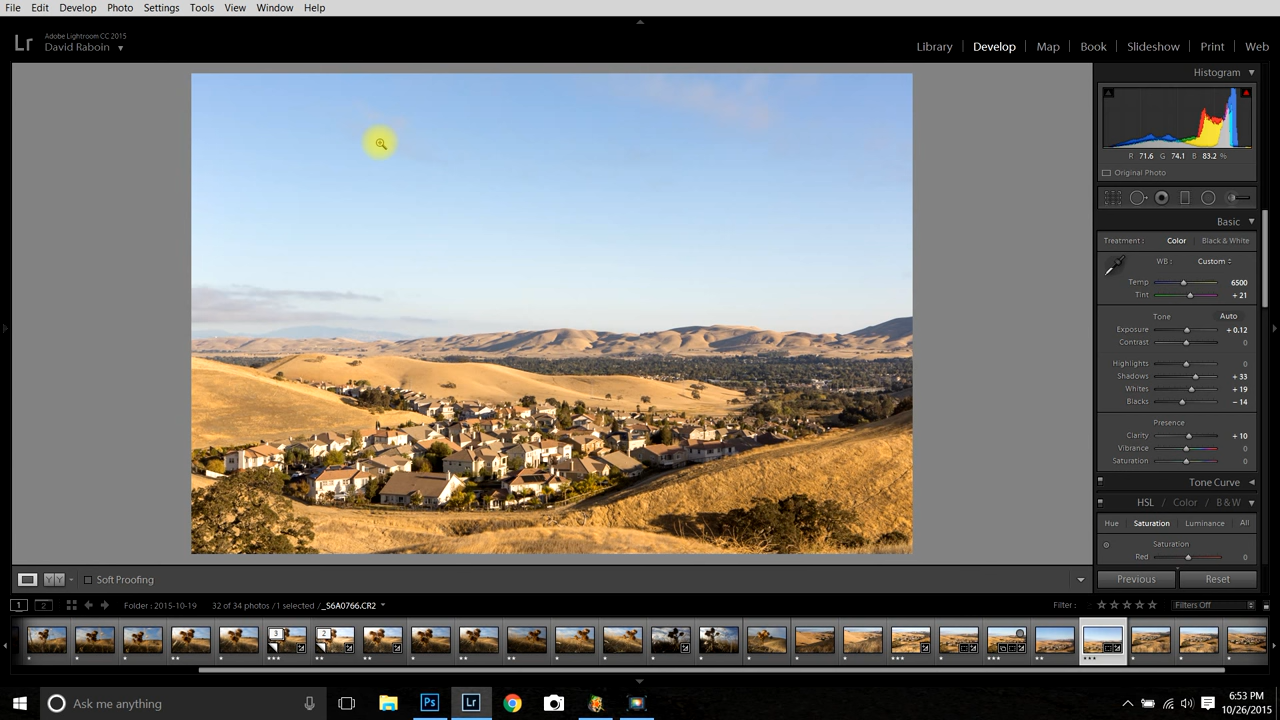 File Edit Develop Photo Settings Tools View Window Help
Lr
Adobe Lightroom CC 2015
David Raboin
Library Develop Map Book Slideshow Print Web
Histogram
R 71.6 G 74.1 B 83.2 %
Original Photo
Basic
Treatment : Color Black & White
WB : Custom
Temp 6500
Tint + 21
Tone Auto
Exposure + 0.12
Contrast 0
Highlights 0
Shadows + 33
Whites + 19
Blacks – 14
Presence
Clarity + 10
Vibrance 0
Saturation 0
Tone Curve
HSL / Color / B & W
Hue Saturation Luminance All
Saturation
Red 0
Previous Reset
Y Y Soft Proofing
1 2 Folder : 2015-10-19 32 of 34 photos / 1 selected / _S6A0766.CR2 Filter : Filters Off
3 2
Ask me anything Ps Lr 6:53 PM
10/26/2015